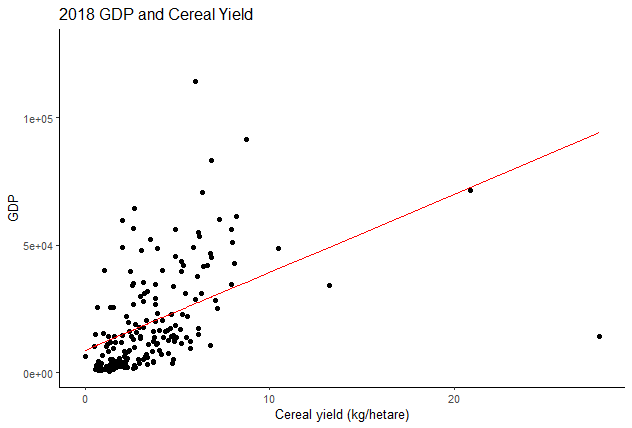 2018 GDP and Cereal Yield
1e+05
5e+04
0e+00
GDP
0 10 20
Cereal yield (kg/hetare)